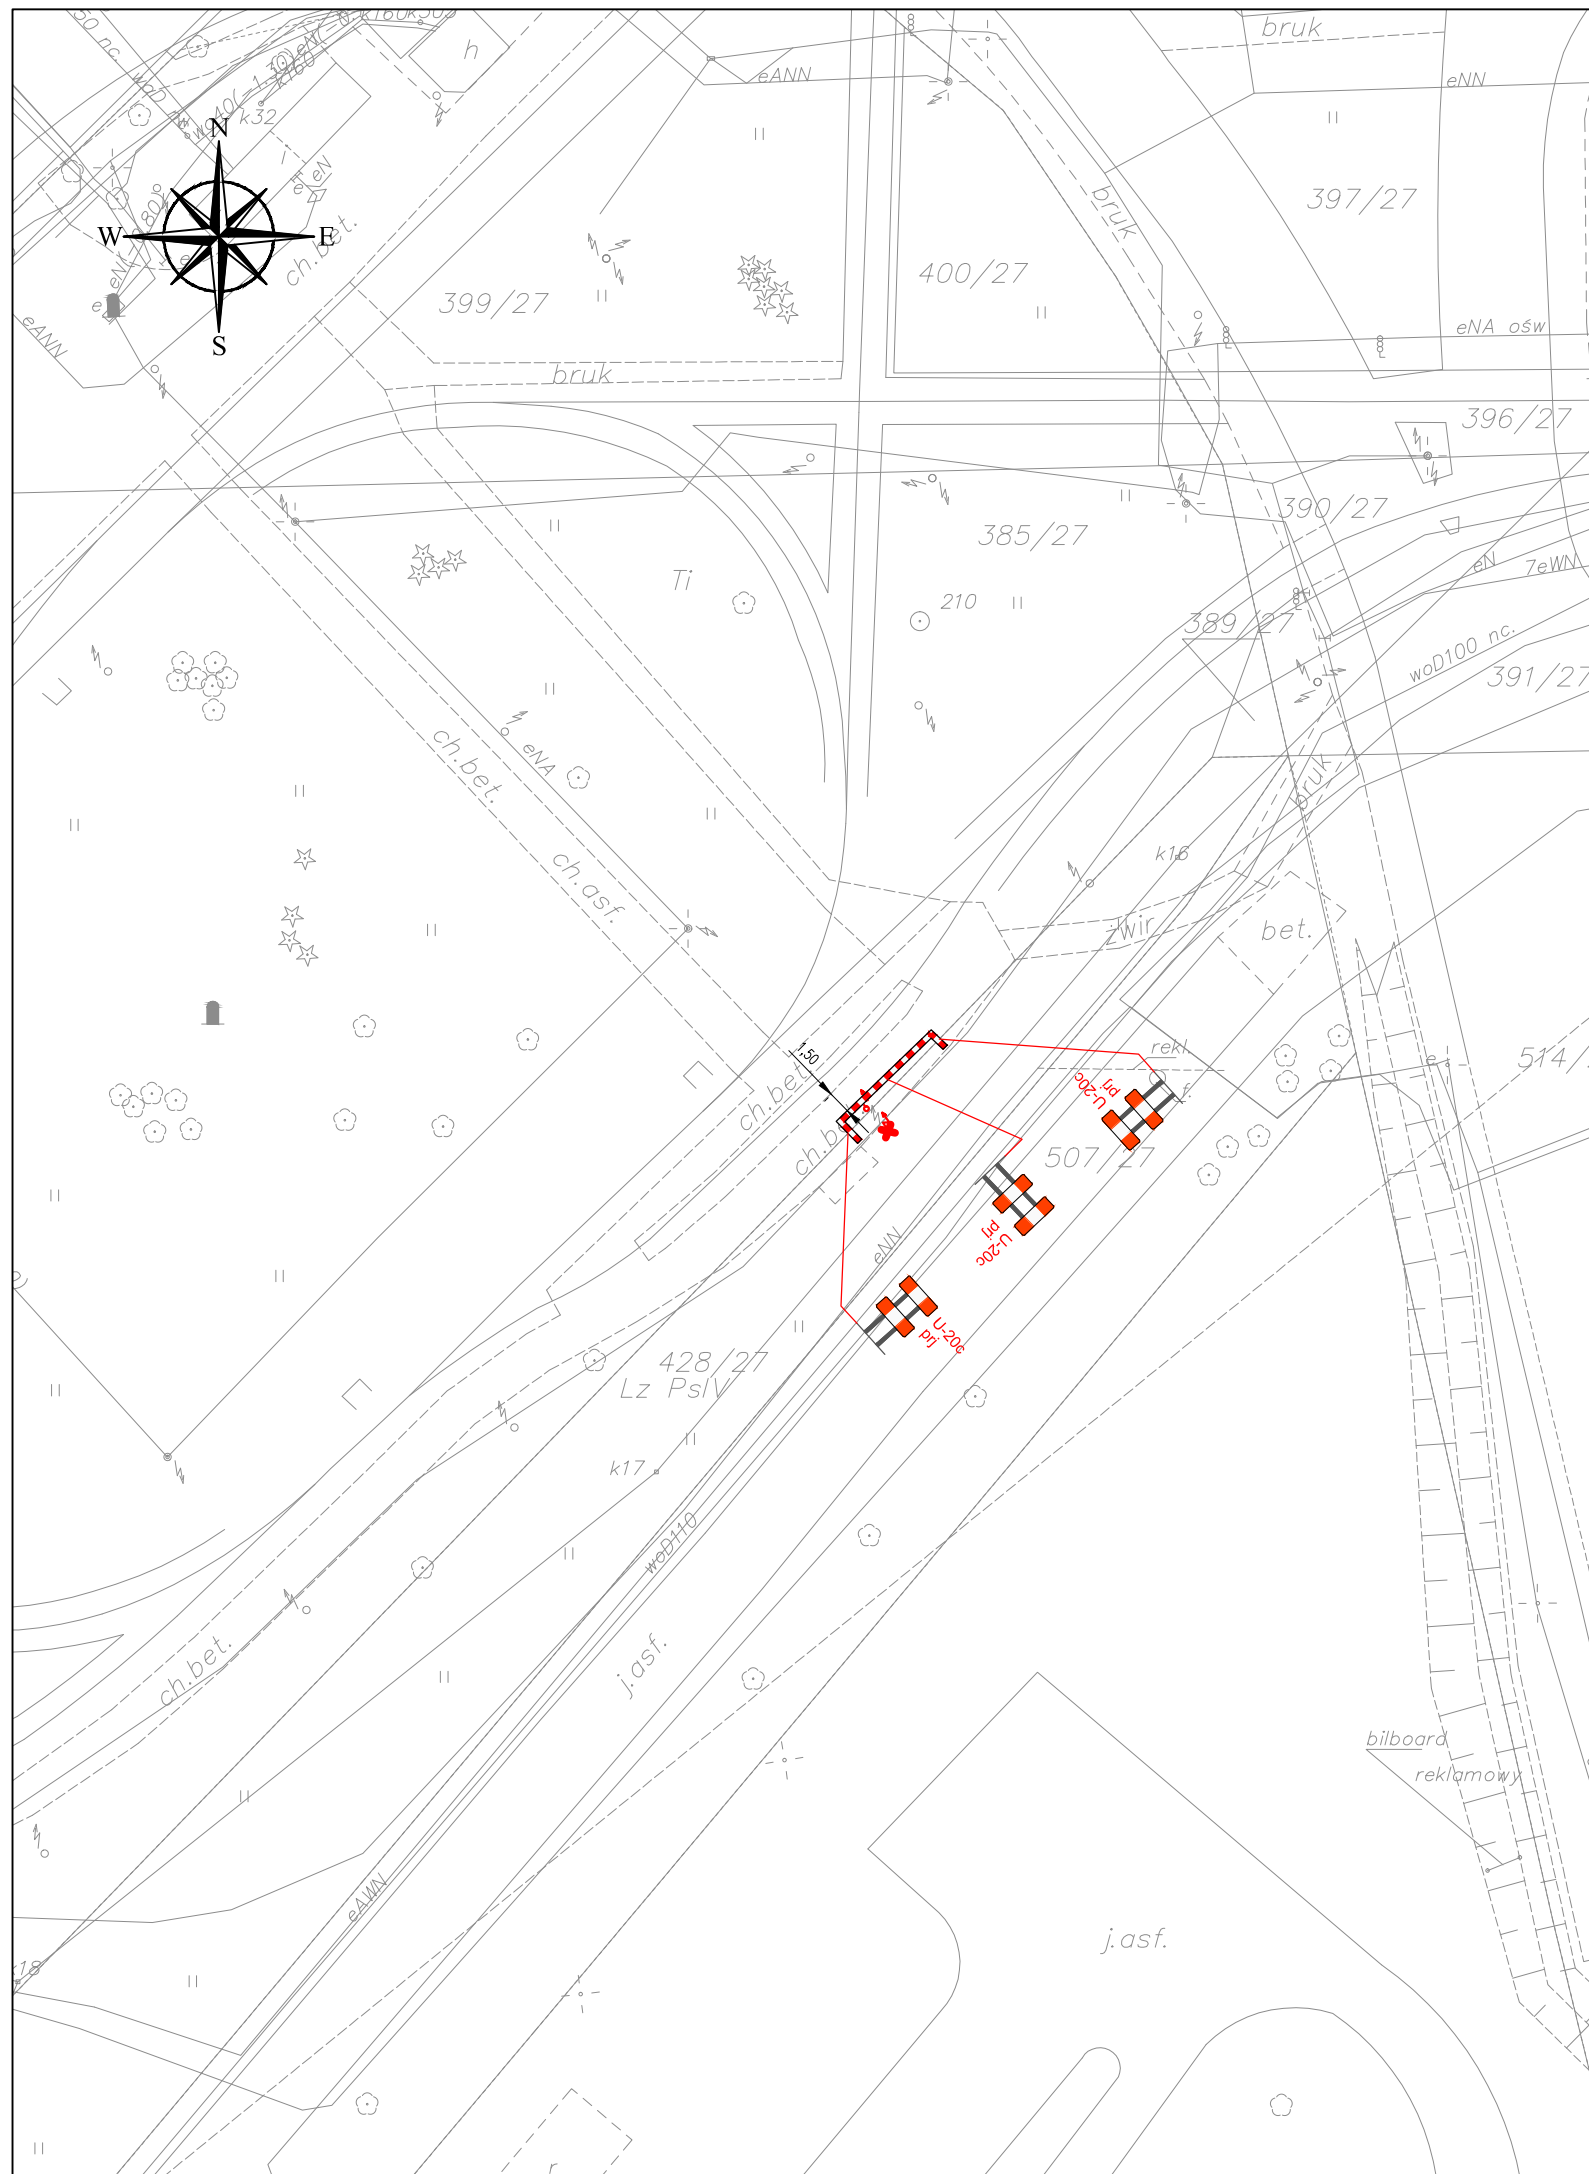 bruk
h
eANN
eNN
k32
N
W
E
S
eN
ch.bet.
397/27
bruk
400/27
399/27
eANN
eNA ośw
bruk
396/27
390/27
385/27
eN
7eWN
Ti
210
389/27
woD100 nc.
391/27
ch.bet.
eNA
bruk
k16
ch.asf.
żwir
bet.
rekl.
1,50
514/
ch.bet.
f.
U-20c
prj
ch.bet.
507/27
U-20c
prj
eNN
U-20c
prj
428/27
Lz PsIV
k17
woD110
ch.bet.
j.asf.
bilboard
reklamowy
eAWN
j.asf.
k18
r